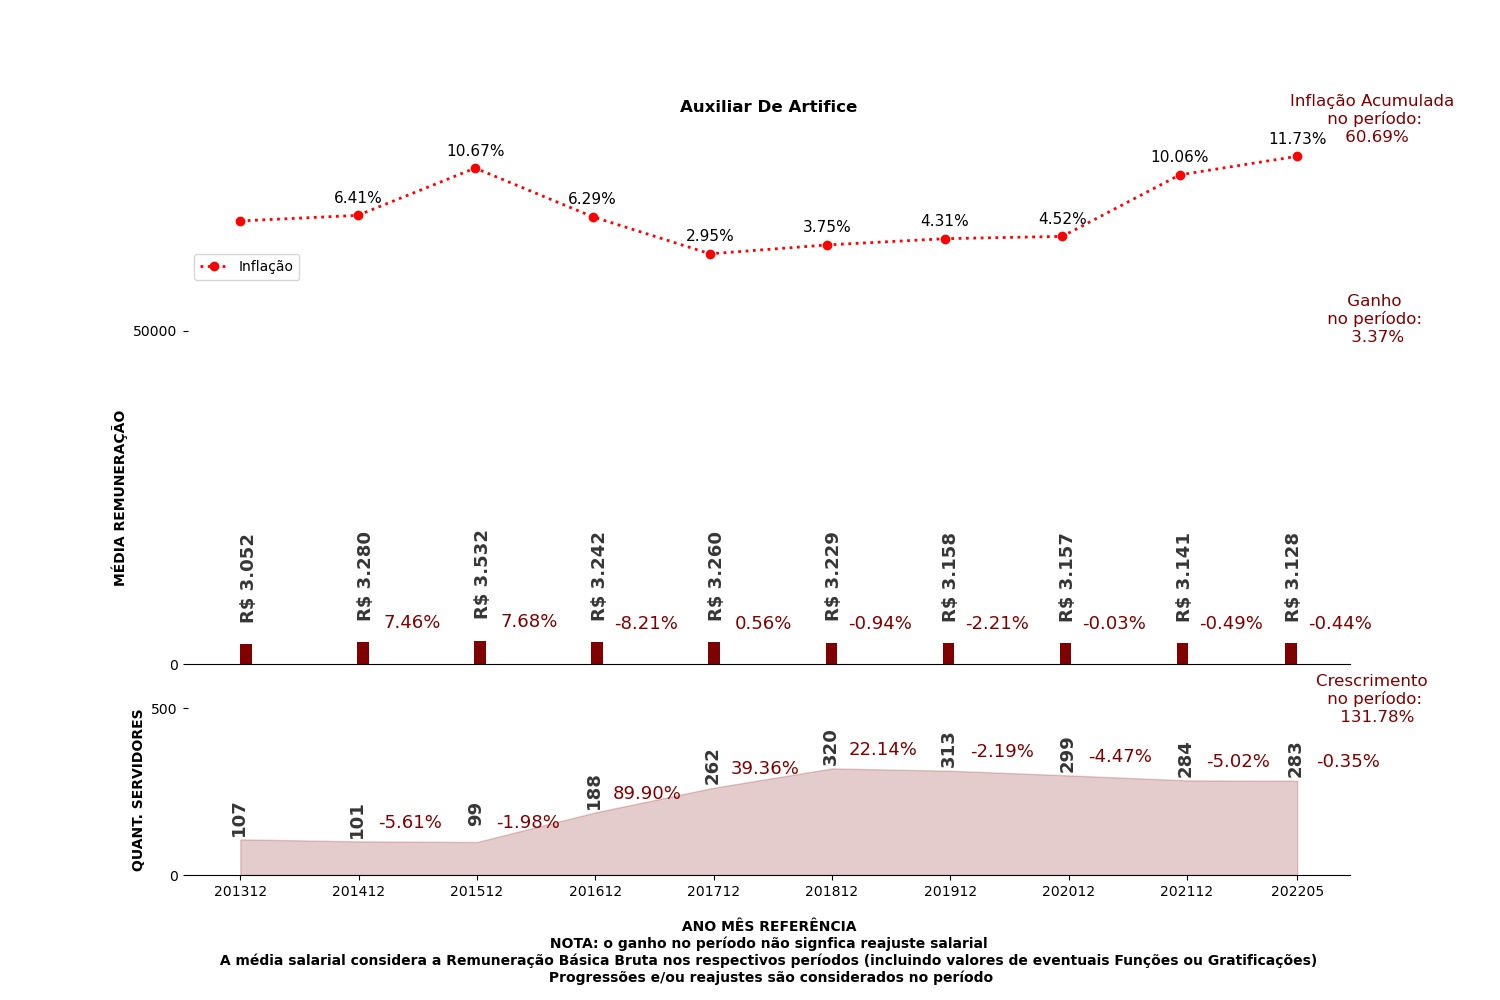 Auxiliar De Artifice
Inflação Acumulada
no período:
60.69%
6.41%
10.67%
6.29%
2.95%
3.75%
4.31%
4.52%
10.06%
11.73%
Inflação
Ganho
no período:
3.37%
50000
0
MÉDIA REMUNERAÇÃO
R$ 3.052
R$ 3.280
R$ 3.532
R$ 3.242
R$ 3.260
R$ 3.229
R$ 3.158
R$ 3.157
R$ 3.141
R$ 3.128
7.46%
7.68%
-8.21%
0.56%
-0.94%
-2.21%
-0.03%
-0.49%
-0.44%
Crescrimento
no período:
131.78%
500
0
QUANT. SERVIDORES
107
101
99
188
262
320
313
299
284
283
-5.61%
-1.98%
89.90%
39.36%
22.14%
-2.19%
-4.47%
-5.02%
-0.35%
201312
201412
201512
201612
201712
201812
201912
202012
202112
202205
ANO MÊS REFERÊNCIA
NOTA: o ganho no período não signfica reajuste salarial
A média salarial considera a Remuneração Básica Bruta nos respectivos períodos (incluindo valores de eventuais Funções ou Gratificações)
Progressões e/ou reajustes são considerados no período